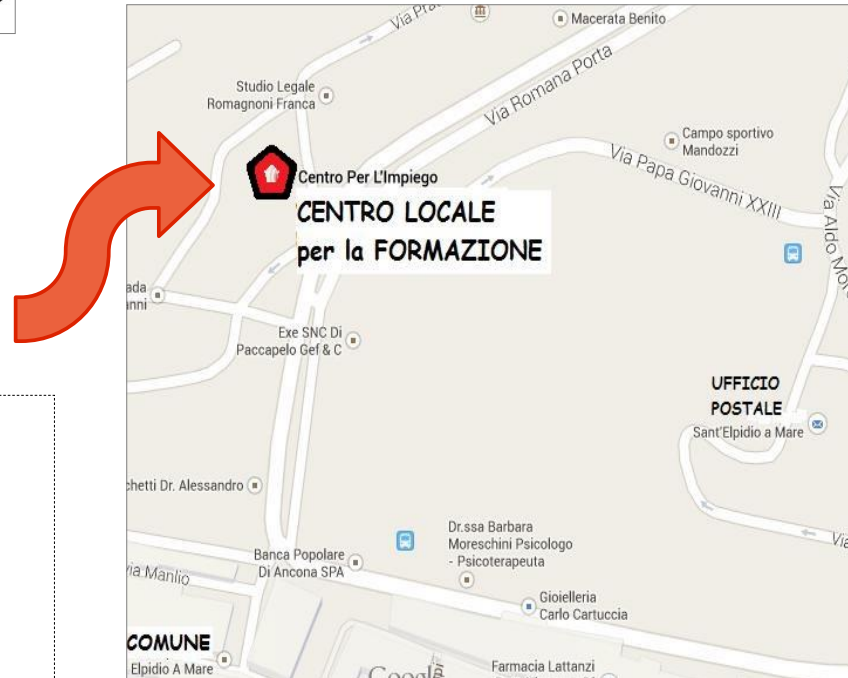 Via Pra
Macerata Benito
Via Romana Porta
Studio Legale
Romagnoni Franca
Campo sportivo
Mandozzi
Via Papa Giovanni XXIII
Via Aldo Mor
Centro Per L'Impiego
CENTRO LOCALE
per la FORMAZIONE
ada
nni
Exe SNC Di
Paccapelo Gef & C
UFFICIO
POSTALE
Sant'Elpidio a Mare
chetti Dr. Alessandro
Dr.ssa Barbara
Moreschini Psicologo
- Psicoterapeuta
Via
Banca Popolare
Di Ancona SPA
ia Manlio
Gioielleria
Carlo Cartuccia
COMUNE
Elpidio A Mare
Google
Farmacia Lattanzi